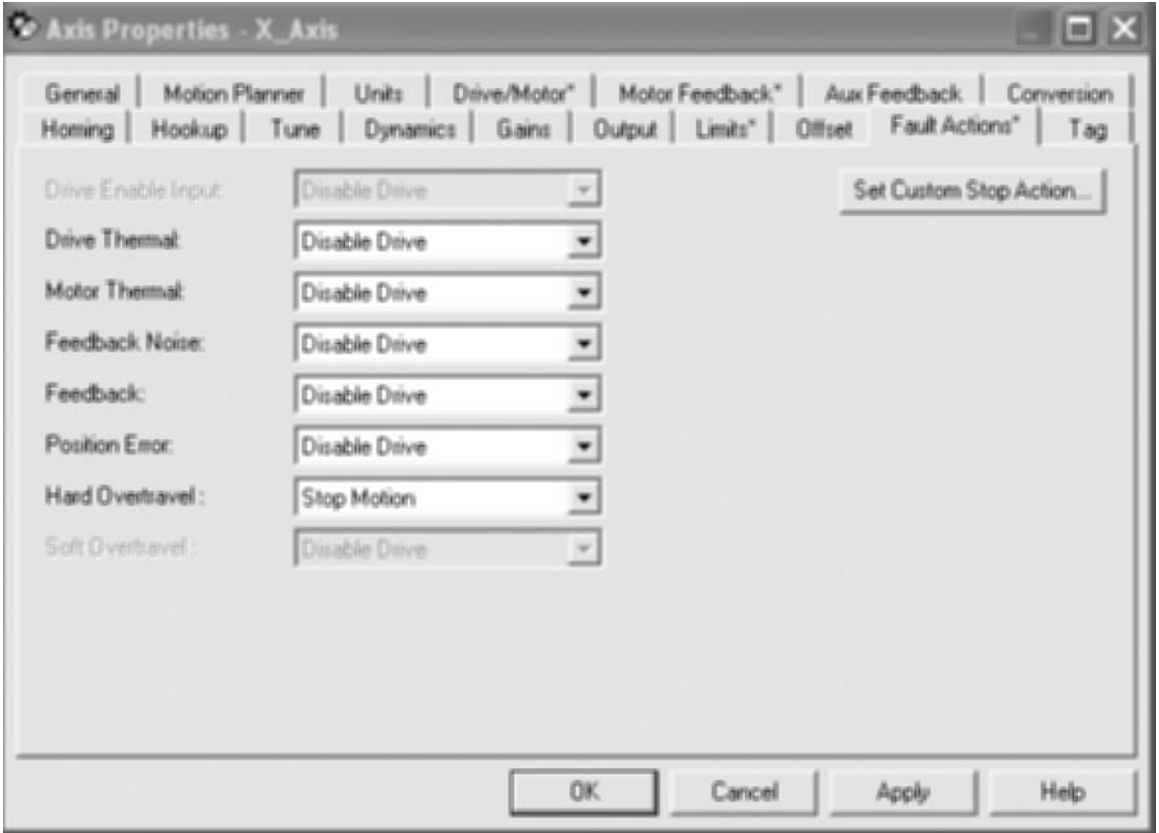 Axis Properties - X_Axis
General Motion Planner Units Drive/Motor* Motor Feedback* Aux Feedback Conversion
Homing Hookup Tune Dynamics Gains Output Limits* Offset Fault Actions* Tag
Drive Enable Input: Disable Drive Set Custom Stop Action...
Drive Thermal: Disable Drive
Motor Thermal: Disable Drive
Feedback Noise: Disable Drive
Feedback: Disable Drive
Position Error: Disable Drive
Hard Overtravel : Stop Motion
Soft Overtravel : Disable Drive
OK Cancel Apply Help